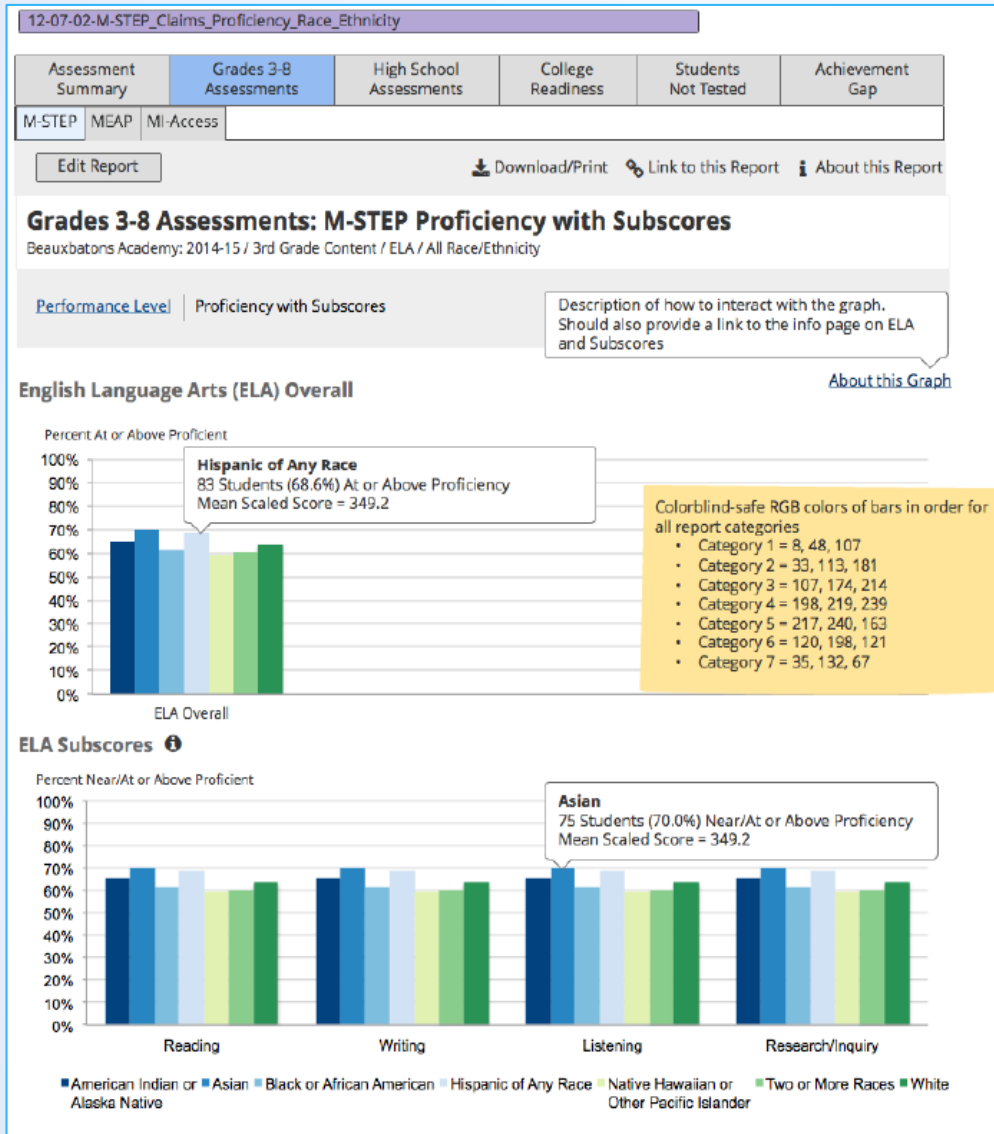 12-07-02-M-STEP_Claims_Proficiency_Race_Ethnicity
Assessment Summary
Grades 3-8 Assessments
High School Assessments
College Readiness
Students Not Tested
Achievement Gap
M-STEP MEAP MI-Access
Edit Report
Download/Print Link to this Report About this Report
Grades 3-8 Assessments: M-STEP Proficiency with Subscores
Beauxbatons Academy: 2014-15 / 3rd Grade Content / ELA / All Race/Ethnicity
Performance Level Proficiency with Subscores
Description of how to interact with the graph.
Should also provide a link to the info page on ELA
and Subscores
About this Graph
English Language Arts (ELA) Overall
Percent At or Above Proficient
100%
90%
80%
70%
60%
50%
40%
30%
20%
10%
0%
Hispanic of Any Race
83 Students (68.6%) At or Above Proficiency
Mean Scaled Score = 349.2
Colorblind-safe RGB colors of bars in order for
all report categories
• Category 1 = 8, 48, 107
• Category 2 = 33, 113, 181
• Category 3 = 107, 174, 214
• Category 4 = 198, 219, 239
• Category 5 = 217, 240, 163
• Category 6 = 120, 198, 121
• Category 7 = 35, 132, 67
ELA Overall
ELA Subscores
Percent Near/At or Above Proficient
100%
90%
80%
70%
60%
50%
40%
30%
20%
10%
0%
Asian
75 Students (70.0%) Near/At or Above Proficiency
Mean Scaled Score = 349.2
Reading Writing Listening Research/Inquiry
American Indian or
Alaska Native
Asian
Black or African American
Hispanic of Any Race
Native Hawaiian or
Other Pacific Islander
Two or More Races
White